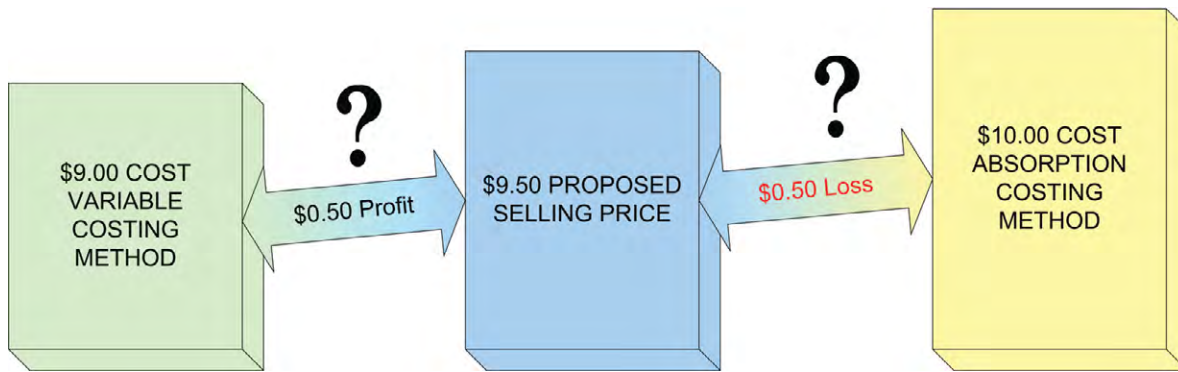 $9.00 COST
VARIABLE
COSTING
METHOD
?
$0.50 Profit
$9.50 PROPOSED
SELLING PRICE
?
$0.50 Loss
$10.00 COST
ABSORPTION
COSTING
METHOD